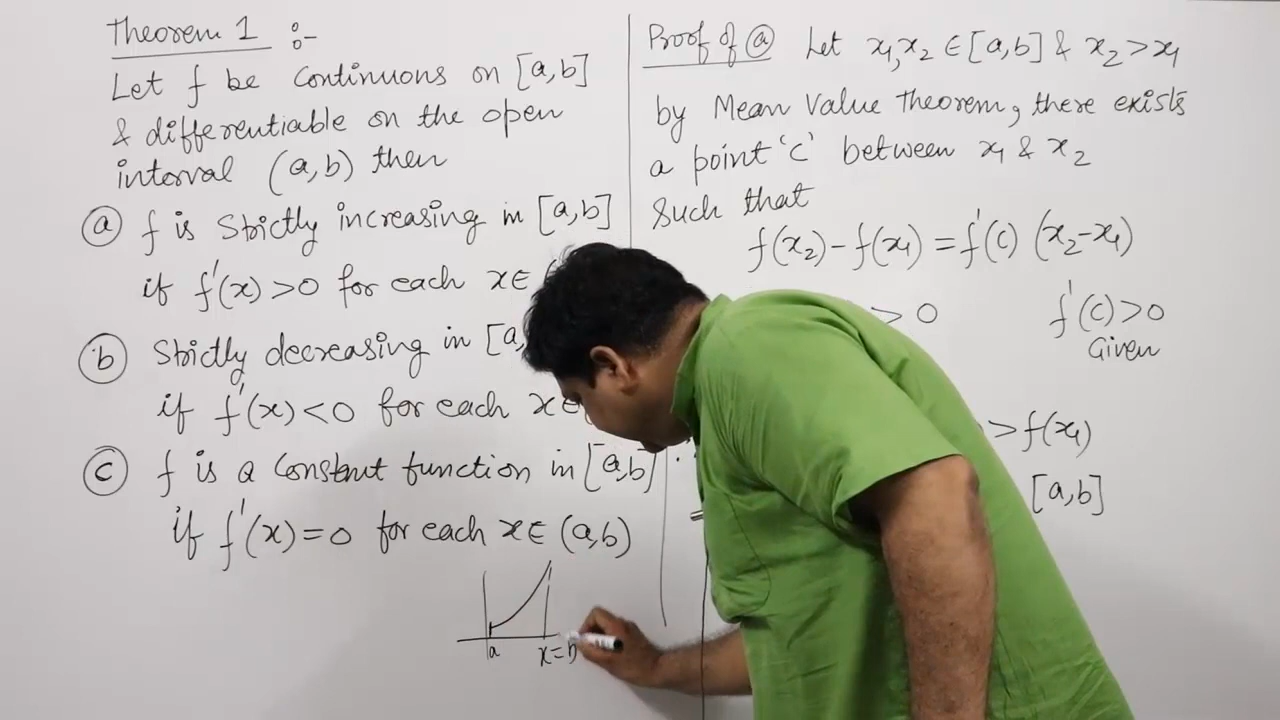 Theorem 1 :-
Let f be Continuons on [a,b]
& differentiable on the open
interval (a,b) then
(a) f is Strictly increasing in [a,b]
if f'(x) >0 for each x∈ (
(b) Strictly decreasing in [a,
if f'(x) <0 for each x∈
(c) f is a Constant function in [a,b]
if f'(x) = 0 for each x∈ (a,b)
a x=b
Proof of (a) Let x₁,x₂ ∈ [a,b] & x₂ > x₁
by Mean Value Theorem, there exists
a point 'c' between x₁ & x₂
Such that
f(x₂) - f(x₁) = f'(c) (x₂-x₁)
> 0 f'(c) >0
Given
> f(x₁)
[a,b]